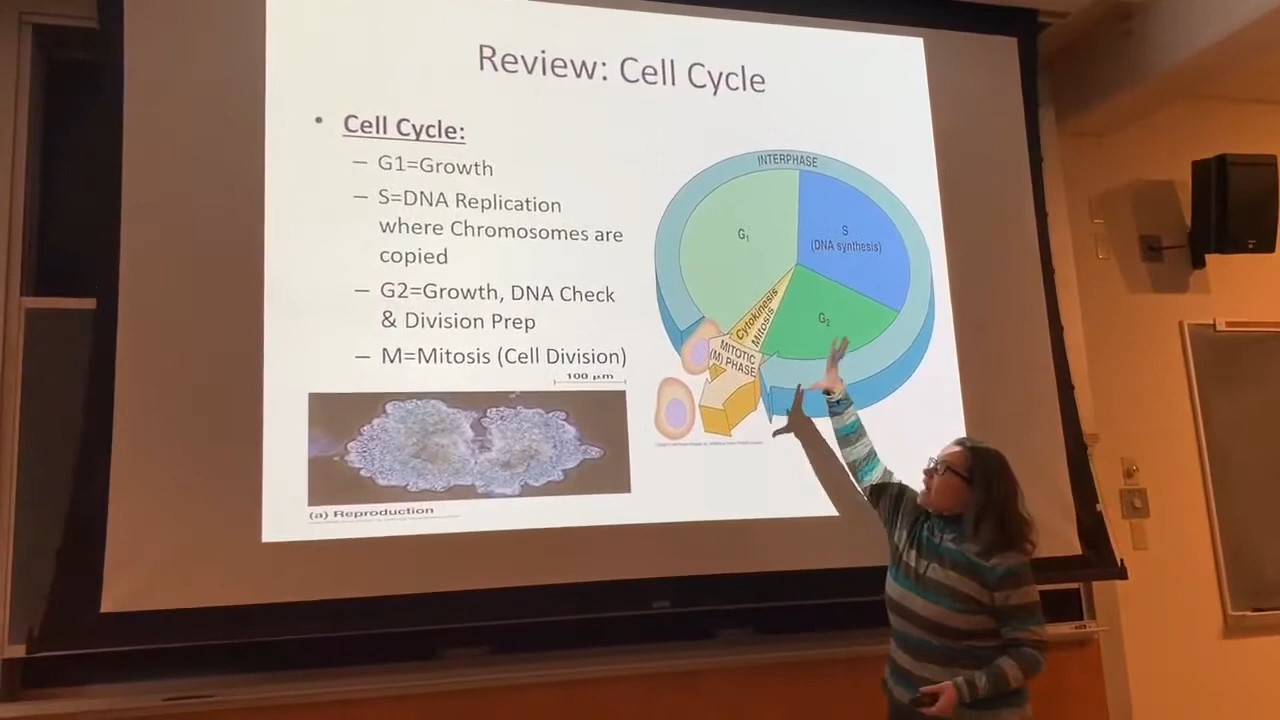 Review: Cell Cycle
• Cell Cycle:
– G1=Growth
– S=DNA Replication
where Chromosomes are
copied
– G2=Growth, DNA Check
& Division Prep
– M=Mitosis (Cell Division)
100 µm
(a) Reproduction
INTERPHASE
G1
S
(DNA synthesis)
G2
Cytokinesis
Mitosis
MITOTIC
(M) PHASE